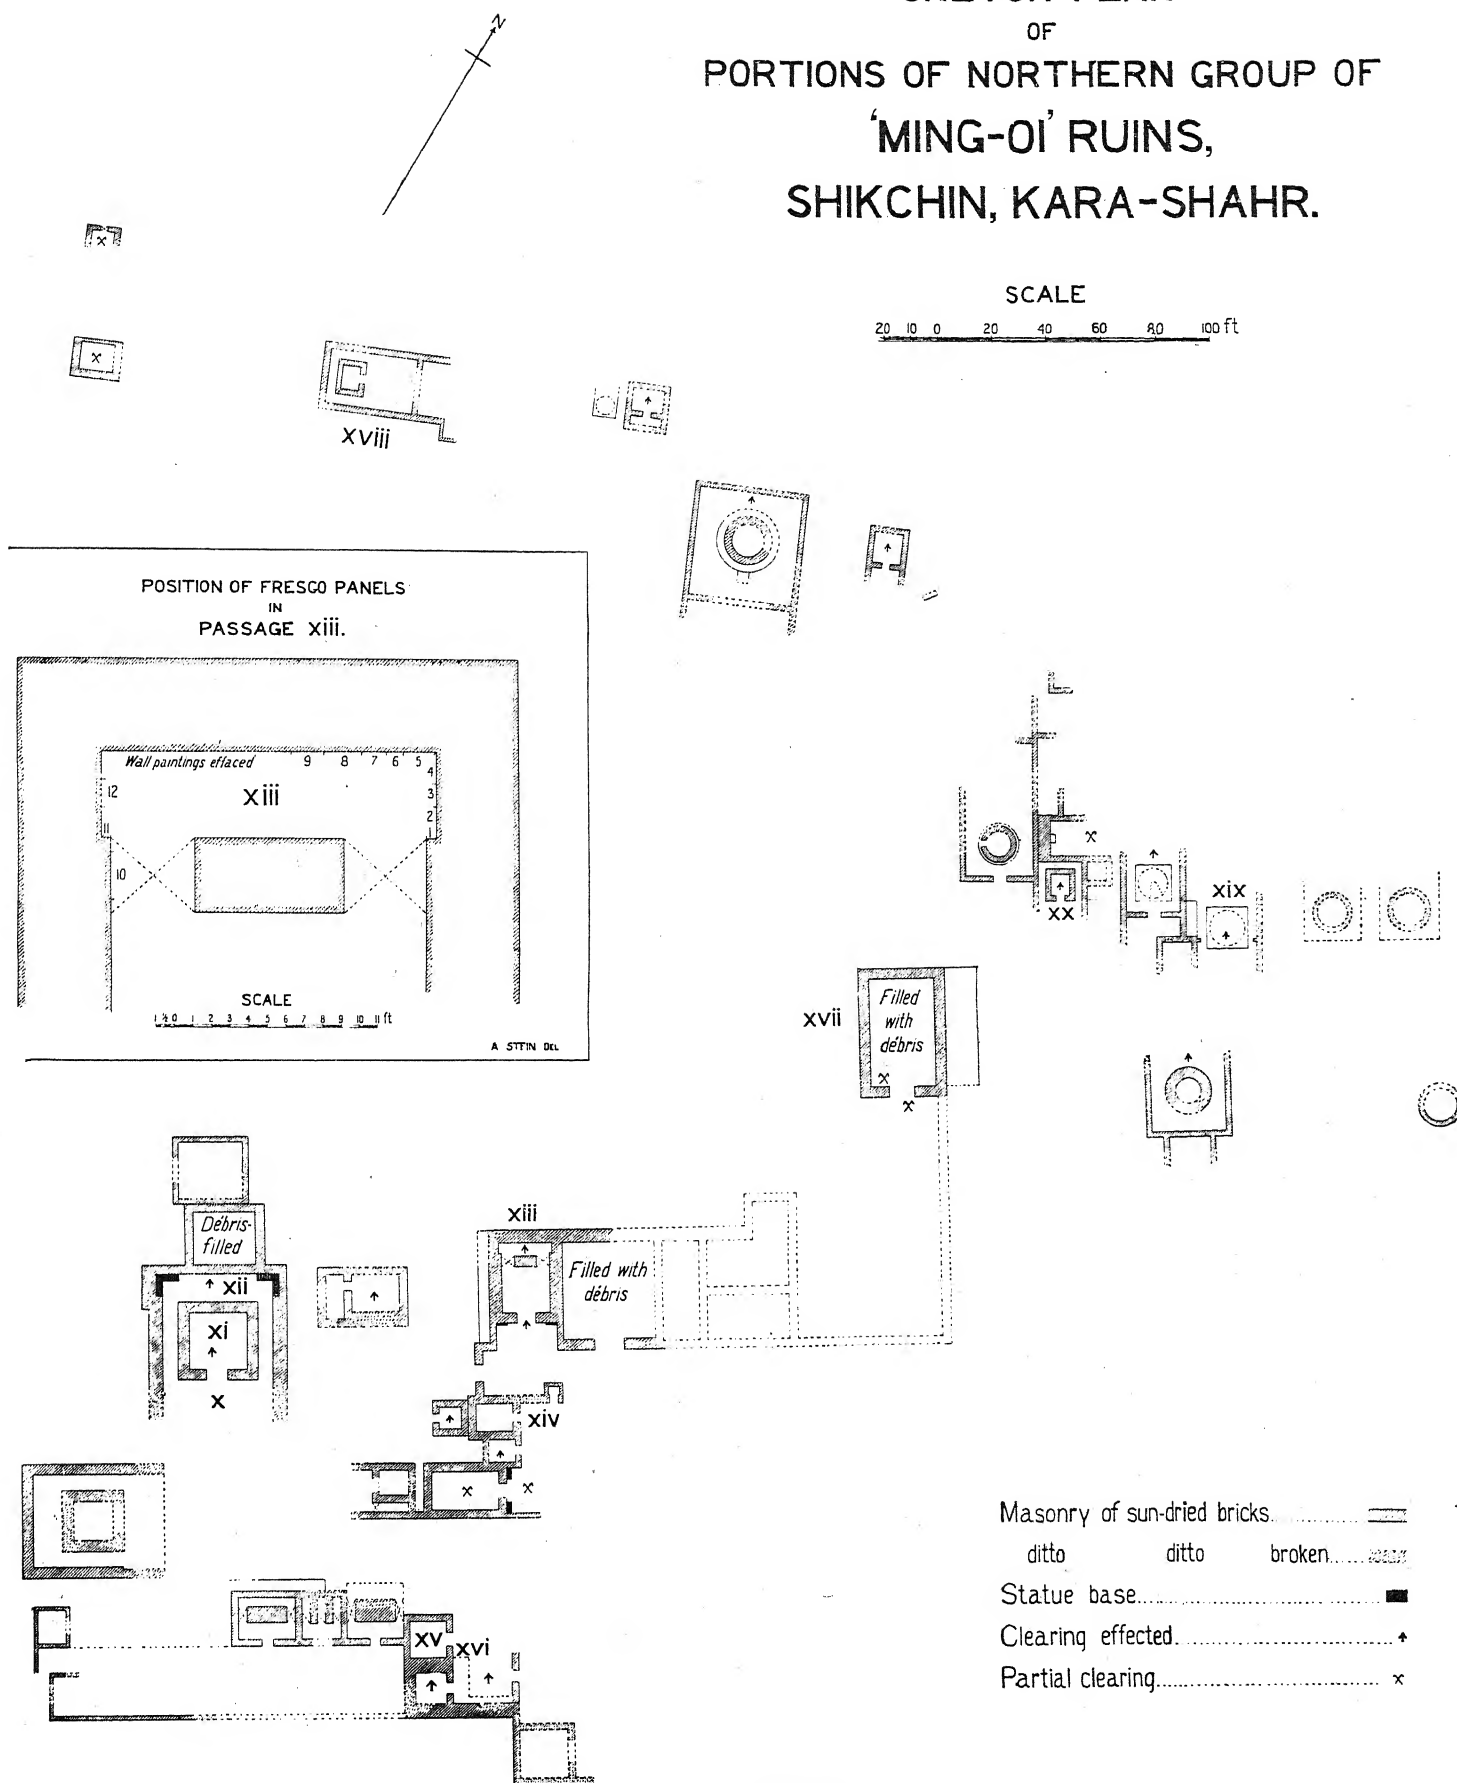 OF
PORTIONS OF NORTHERN GROUP OF
'MING-OI' RUINS,
SHIKCHIN, KARA-SHAHR.
N
SCALE
20 10 0 20 40 60 80 100 ft
xviii
POSITION OF FRESCO PANELS
IN
PASSAGE xiii.
Wall paintings effaced 9 8 7 6 5
4
12
xiii
3
2
11
1
10
SCALE
1 ½ 0 1 2 3 4 5 6 7 8 9 10 11 ft
A STEIN DEL
xx
xix
xvii
Filled
with
débris
xiii
Débris-
filled
xii
Filled with
débris
xi
x
xiv
xv
xvi
Masonry of sun-dried bricks
ditto ditto broken
Statue base
Clearing effected
Partial clearing